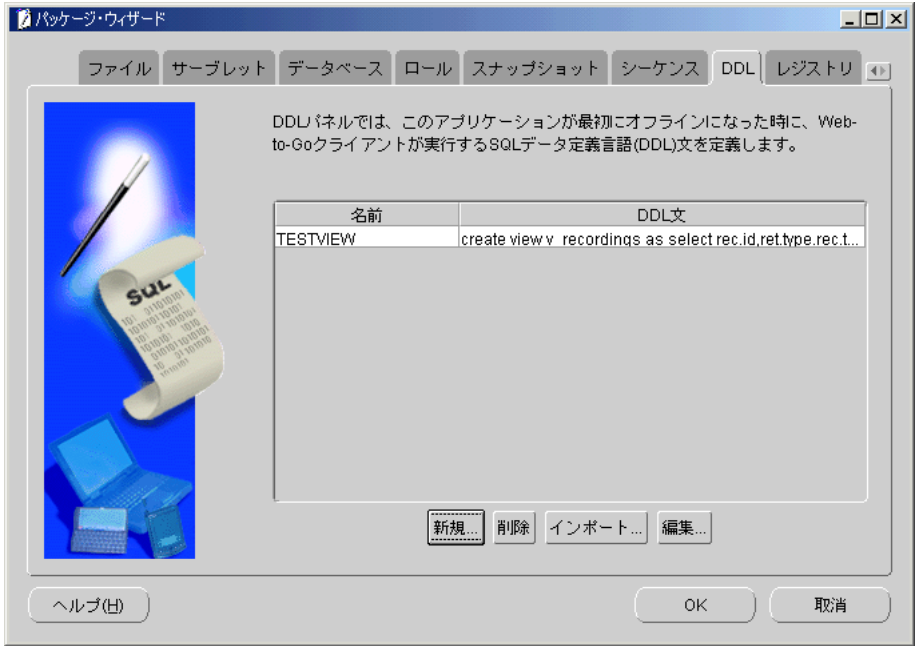 パッケージ・ウィザード
ファイル サーブレット データベース ロール スナップショット シーケンス DDL レジストリ
DDLパネルでは、このアプリケーションが最初にオフラインになった時に、Web-
to-Goクライアントが実行するSQLデータ定義言語(DDL)文を定義します。
名前 DDL文
TESTVIEW create view v_recordings as select rec.id,ret.type.rec.t...
SQL
新規... 削除 インポート... 編集...
ヘルプ(H) OK 取消